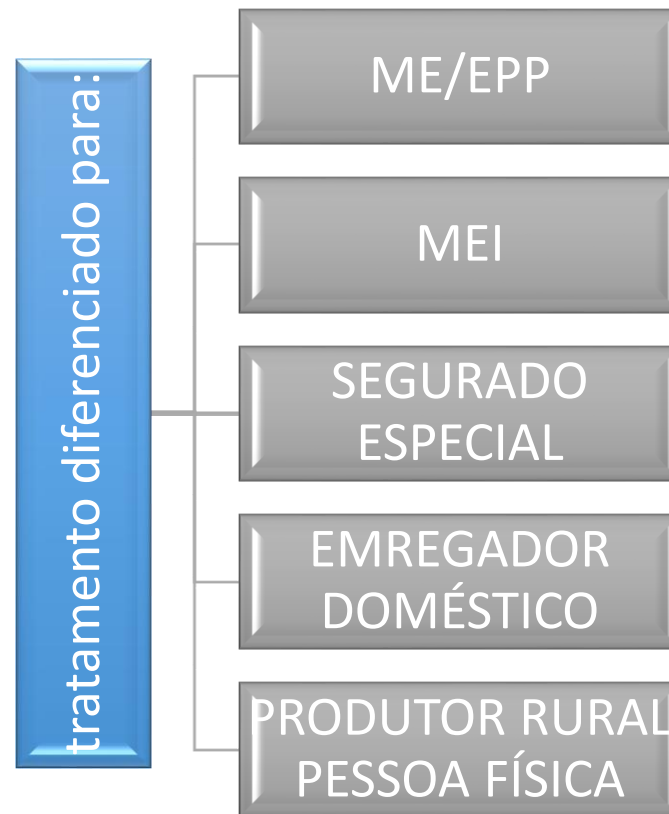 tratamento diferenciado para:
ME/EPP
MEI
SEGURADO
ESPECIAL
EMREGADOR
DOMÉSTICO
PRODUTOR RURAL
PESSOA FÍSICA